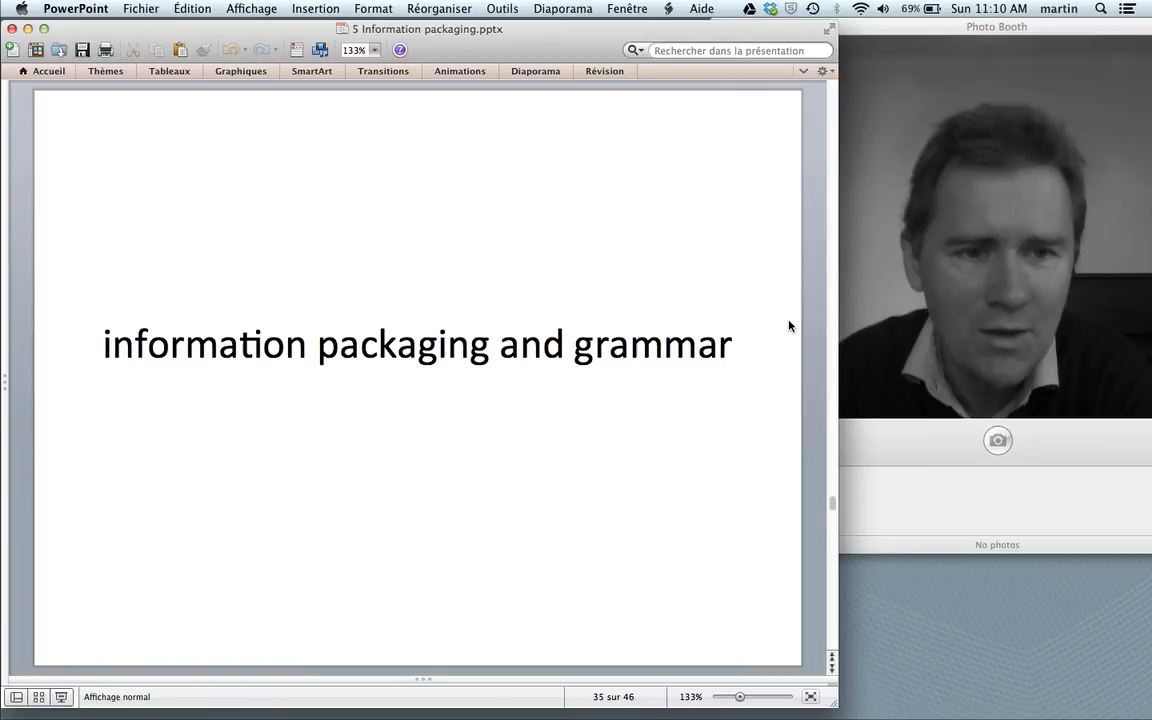 PowerPoint Fichier Édition Affichage Insertion Format Réorganiser Outils Diaporama Fenêtre Aide 69% Sun 11:10 AM martin
5 Information packaging.pptx
Photo Booth
133% Rechercher dans la présentation
Accueil Thèmes Tableaux Graphiques SmartArt Transitions Animations Diaporama Révision
information packaging and grammar
No photos
Affichage normal 35 sur 46 133%